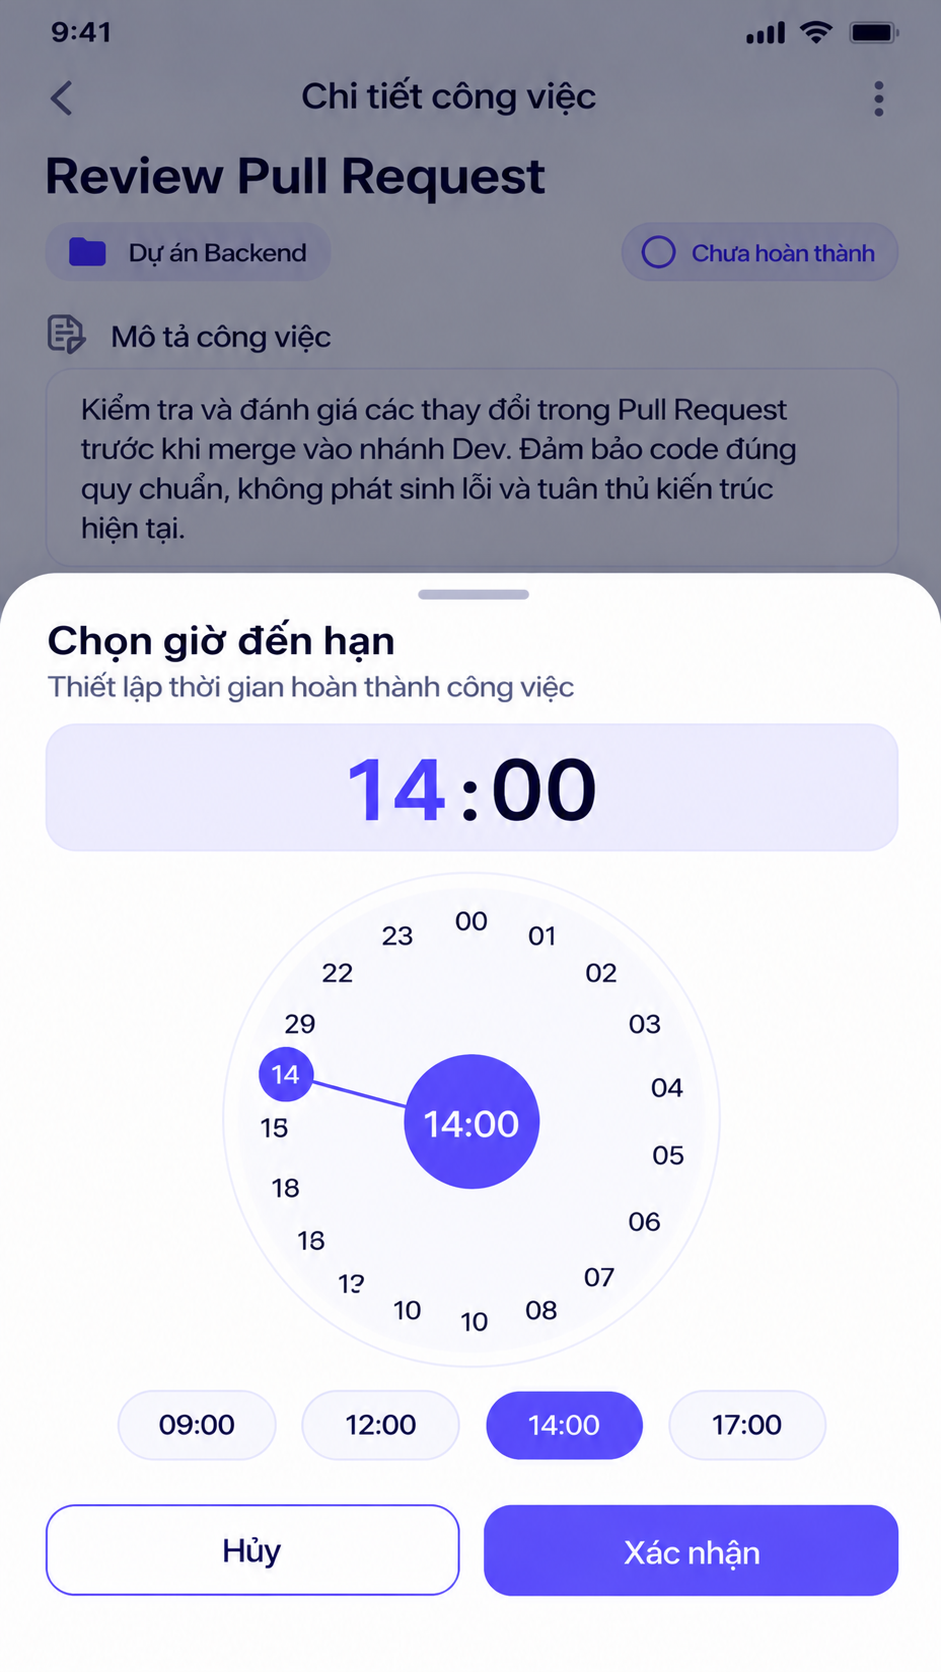 9:41
Chi tiết công việc
Review Pull Request
Dự án Backend
Chưa hoàn thành
Mô tả công việc
Kiểm tra và đánh giá các thay đổi trong Pull Request
trước khi merge vào nhánh Dev. Đảm bảo code đúng
quy chuẩn, không phát sinh lỗi và tuân thủ kiến trúc
hiện tại.
Chọn giờ đến hạn
Thiết lập thời gian hoàn thành công việc
14:00
00
01
02
03
04
05
06
07
08
10
10
18
15
14
29
22
23
14:00
09:00
12:00
14:00
17:00
Hủy
Xác nhận